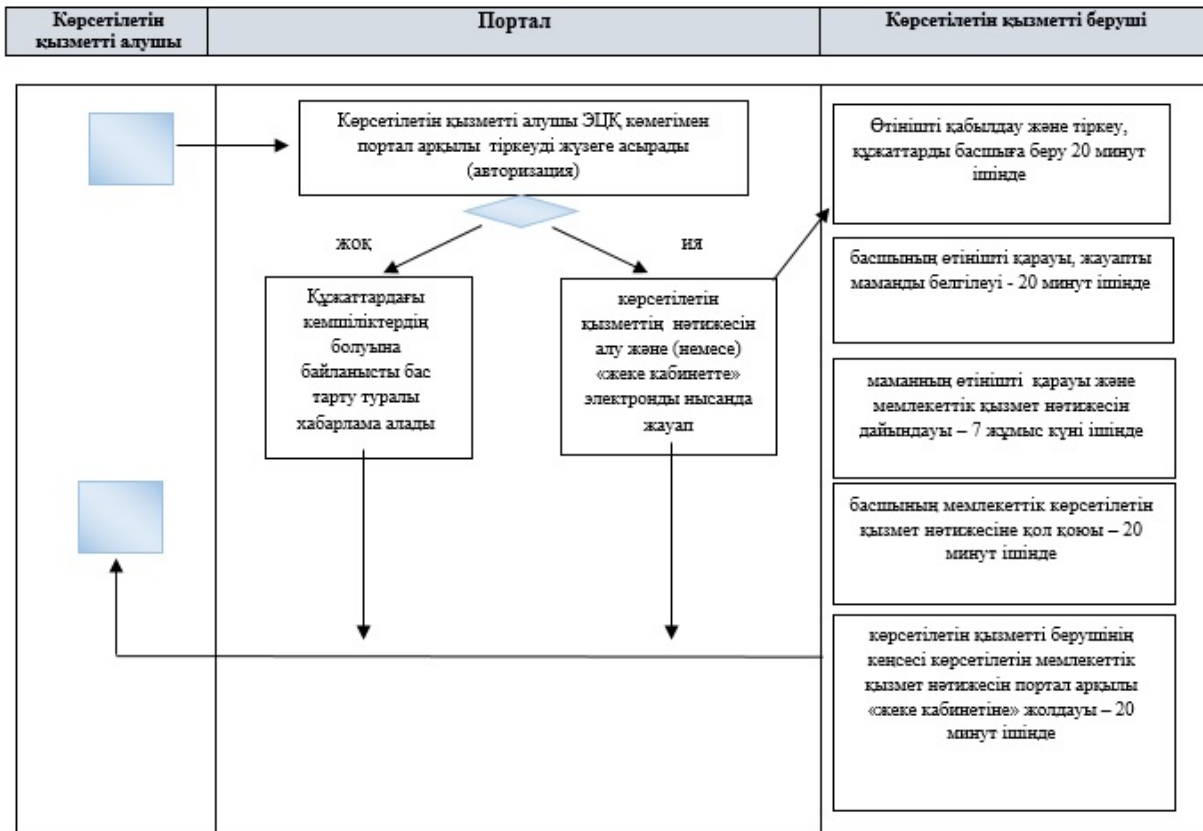 Көрсетілетін
қызметті алушы
Портал
Көрсетілетін қызметті беруші
Көрсетілетін қызметті алушы ЭЦҚ көмегімен
портал арқылы тіркеуді жүзеге асырады
(авторизация)
жоқ
ия
Құжаттардағы
кемшіліктердің
болуына
байланысты бас
тарту туралы
хабарлама алады
көрсетілетін
қызметтің нәтижесін
алу және (немесе)
«жеке кабинетте»
электронды нысанда
жауап
Өтінішті қабылдау және тіркеу,
құжаттарды басшыға беру 20 минут
ішінде
басшының өтінішті қарауы, жауапты
маманды белгілеуі - 20 минут ішінде
маманның өтінішті қарауы және
мемлекеттік қызмет нәтижесін
дайындауы – 7 жұмыс күні ішінде
басшының мемлекеттік көрсетілетін
қызмет нәтижесіне қол қоюы – 20
минут ішінде
көрсетілетін қызметті берушінің
кеңсесі көрсетілетін мемлекеттік
қызмет нәтижесін портал арқылы
«жеке кабинетіне» жолдауы – 20
минут ішінде